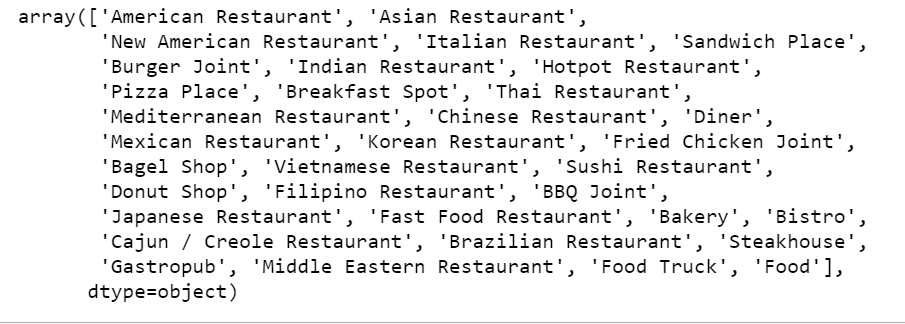 array(['American Restaurant', 'Asian Restaurant',
'New American Restaurant', 'Italian Restaurant', 'Sandwich Place',
'Burger Joint', 'Indian Restaurant', 'Hotpot Restaurant',
'Pizza Place', 'Breakfast Spot', 'Thai Restaurant',
'Mediterranean Restaurant', 'Chinese Restaurant', 'Diner',
'Mexican Restaurant', 'Korean Restaurant', 'Fried Chicken Joint',
'Bagel Shop', 'Vietnamese Restaurant', 'Sushi Restaurant',
'Donut Shop', 'Filipino Restaurant', 'BBQ Joint',
'Japanese Restaurant', 'Fast Food Restaurant', 'Bakery', 'Bistro',
'Cajun / Creole Restaurant', 'Brazilian Restaurant', 'Steakhouse',
'Gastropub', 'Middle Eastern Restaurant', 'Food Truck', 'Food'],
dtype=object)